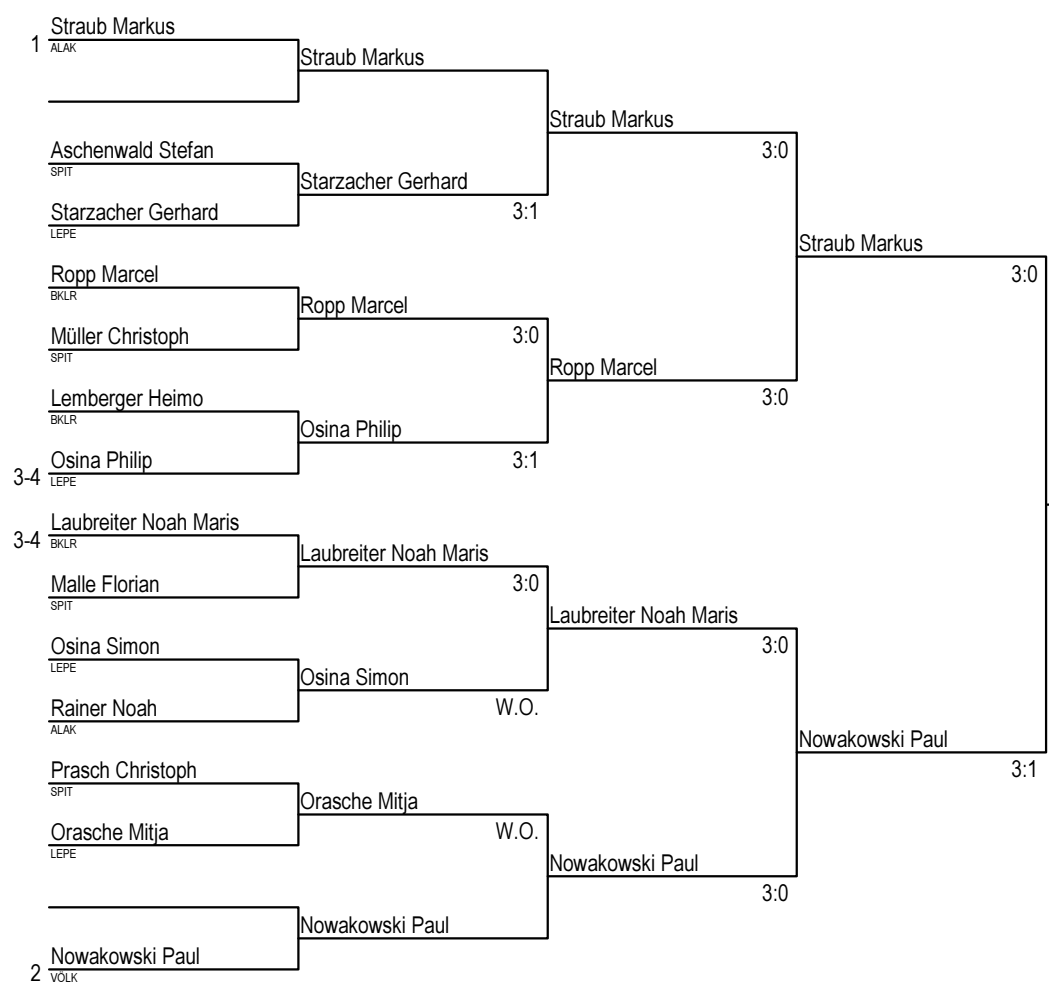 Straub Markus
1
ALAK
Straub Markus
Straub Markus
3:0
Aschenwald Stefan
SPIT
Starzacher Gerhard
3:1
Starzacher Gerhard
LEPE
Straub Markus
3:0
Ropp Marcel
BKLR
Ropp Marcel
3:0
Müller Christoph
SPIT
Ropp Marcel
3:0
Lemberger Heimo
BKLR
Osina Philip
3:1
Osina Philip
3-4
LEPE
Laubreiter Noah Maris
3-4
BKLR
Laubreiter Noah Maris
3:0
Malle Florian
SPIT
Laubreiter Noah Maris
3:0
Osina Simon
LEPE
Osina Simon
W.O.
Rainer Noah
ALAK
Nowakowski Paul
3:1
Prasch Christoph
SPIT
Orasche Mitja
W.O.
Orasche Mitja
LEPE
Nowakowski Paul
3:0
Nowakowski Paul
Nowakowski Paul
2
VÖLK